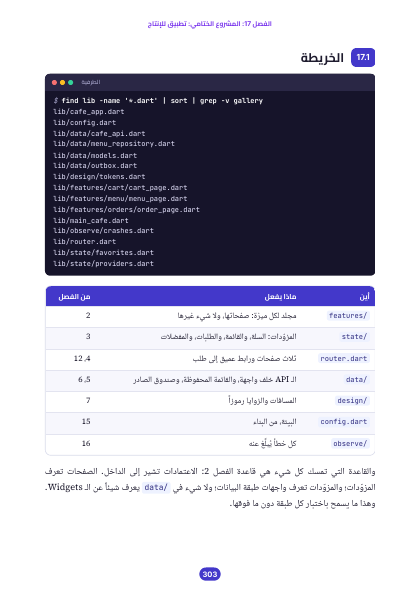 الفصل 17: المشروع الختامي: تطبيق للإنتاج
17.1 الخريطة
الطرفية
$ find lib -name '*.dart' | sort | grep -v gallery
lib/cafe_app.dart
lib/config.dart
lib/data/cafe_api.dart
lib/data/menu_repository.dart
lib/data/models.dart
lib/data/outbox.dart
lib/design/tokens.dart
lib/features/cart/cart_page.dart
lib/features/menu/menu_page.dart
lib/features/orders/order_page.dart
lib/main_cafe.dart
lib/observe/crashes.dart
lib/router.dart
lib/state/favorites.dart
lib/state/providers.dart
أين ماذا يفعل من الفصل
features/ مجلد لكل ميزة: صفحاتها، ولا شيء غيرها 2
state/ المزوّدات: السلة، والقائمة، والطلبات، والمفضلات 3
router.dart ثلاث صفحات ورابط عميق إلى طلب 4، 12
data/ الـ API خلف واجهة، والقائمة المحفوظة، وصندوق الصادر 5، 6
design/ المسافات والزوايا رموزاً 7
config.dart البيئة، من البناء 15
observe/ كل خطأ يُبلَّغ عنه 16
والقاعدة التي تمسك كل شيء هي قاعدة الفصل 2: الاعتمادات تشير إلى الداخل. الصفحات تعرف
المزوّدات؛ والمزوّدات تعرف واجهات طبقة البيانات؛ ولا شيء في data/ يعرف شيئاً عن الـ Widgets.
وهذا ما يسمح باختبار كل طبقة دون ما فوقها.
303